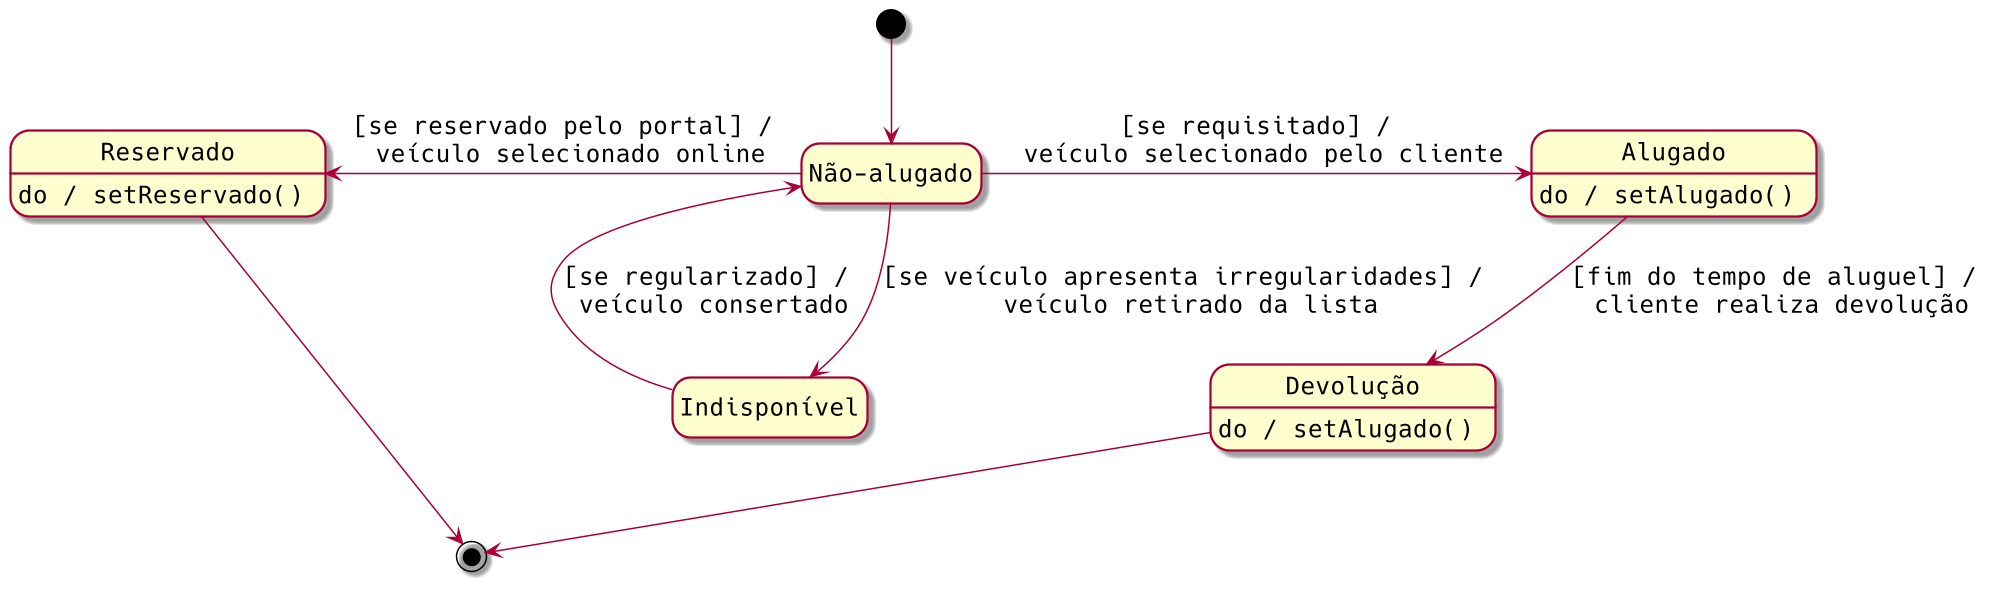 [se reservado pelo portal] /
veículo selecionado online
[se requisitado] /
veículo selecionado pelo cliente
Reservado
do / setReservado()
Não-alugado
Alugado
do / setAlugado()
[se regularizado] /
veículo consertado
[se veículo apresenta irregularidades] /
veículo retirado da lista
[fim do tempo de aluguel] /
cliente realiza devolução
Indisponível
Devolução
do / setAlugado()